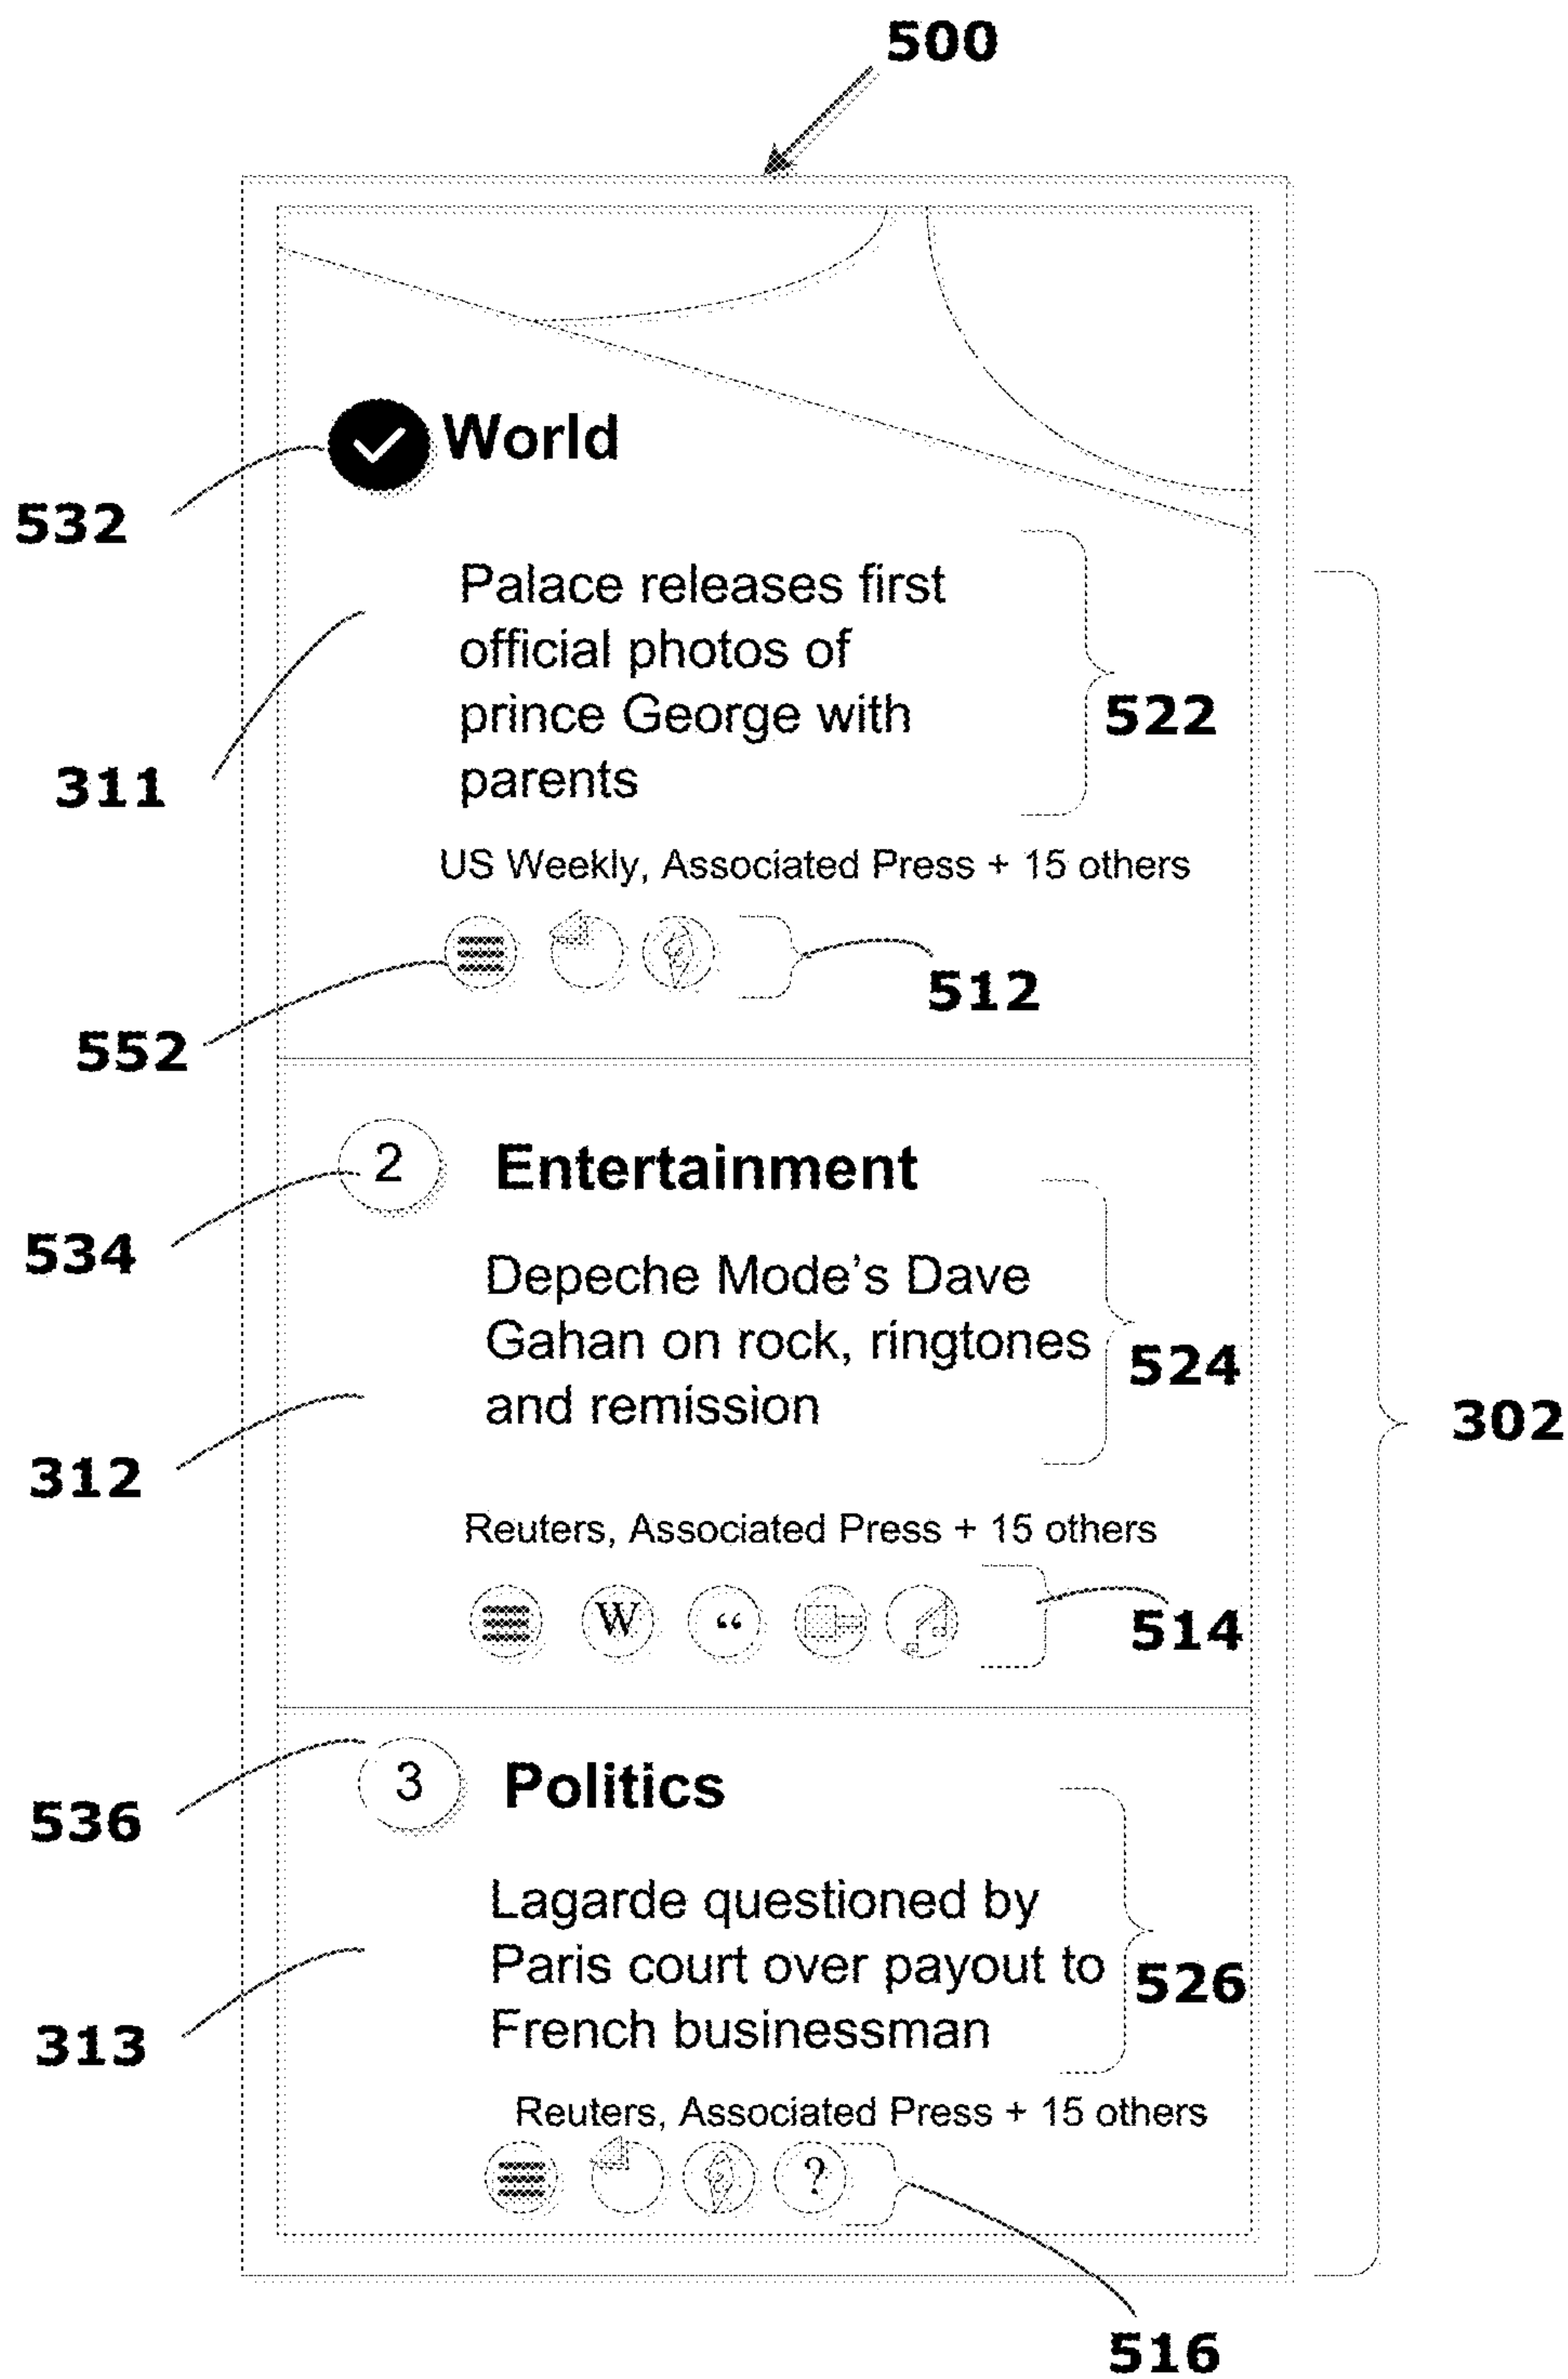 500
World
532
Palace releases first
official photos of
prince George with
parents
522
311
US Weekly, Associated Press + 15 others
512
552
2
Entertainment
534
Depeche Mode's Dave
Gahan on rock, ringtones
and remission
524
302
312
Reuters, Associated Press + 15 others
W
“
514
3
Politics
536
Lagarde questioned by
Paris court over payout to
French businessman
526
313
Reuters, Associated Press + 15 others
?
516